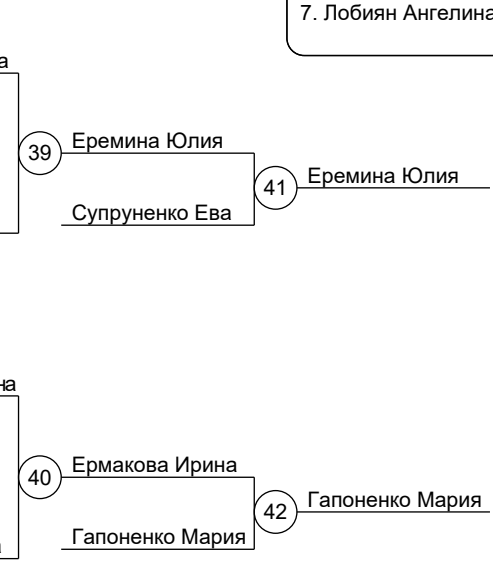 7. Лобиян Ангелина
а
39
Еремина Юлия
41
Еремина Юлия
Супруненко Ева
на
40
Ермакова Ирина
42
Гапоненко Мария
Гапоненко Мария